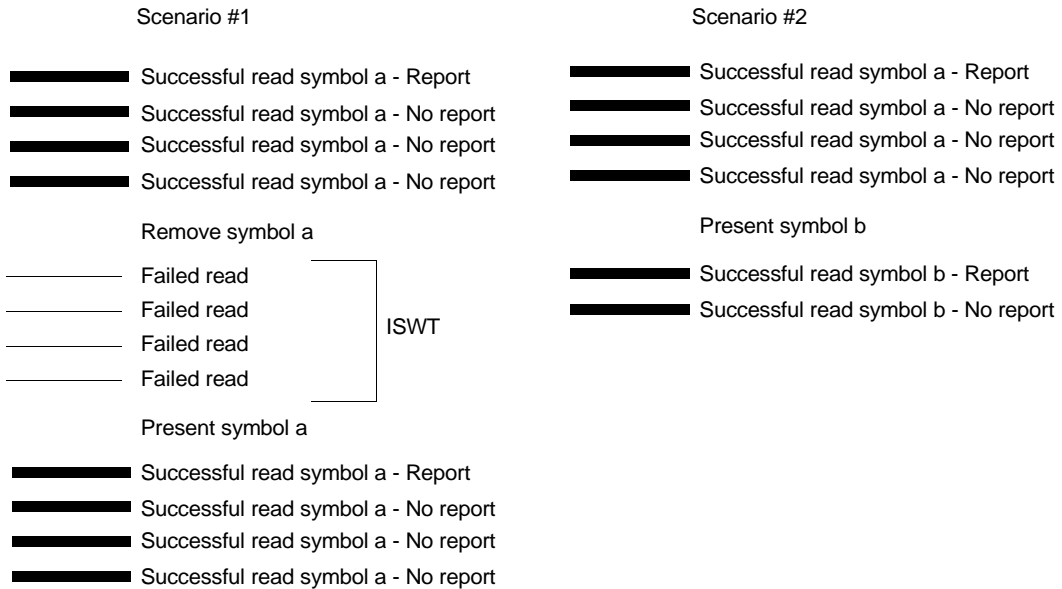 Scenario #1
Successful read symbol a - Report
Successful read symbol a - No report
Successful read symbol a - No report
Successful read symbol a - No report
Remove symbol a
Failed read
Failed read
Failed read
Failed read
ISWT
Present symbol a
Successful read symbol a - Report
Successful read symbol a - No report
Successful read symbol a - No report
Successful read symbol a - No report
Scenario #2
Successful read symbol a - Report
Successful read symbol a - No report
Successful read symbol a - No report
Successful read symbol a - No report
Present symbol b
Successful read symbol b - Report
Successful read symbol b - No report